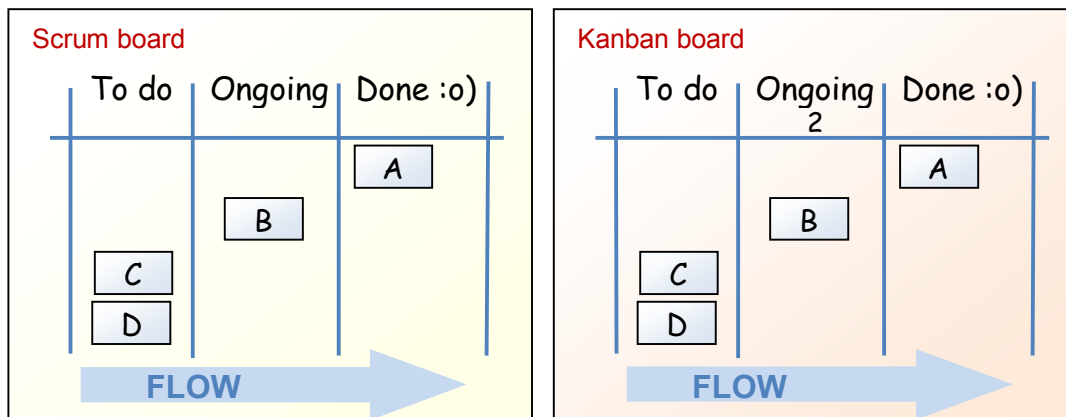 Scrum board
To do Ongoing Done :o)
A
B
C
D
FLOW
Kanban board
To do Ongoing Done :o)
2
A
B
C
D
FLOW